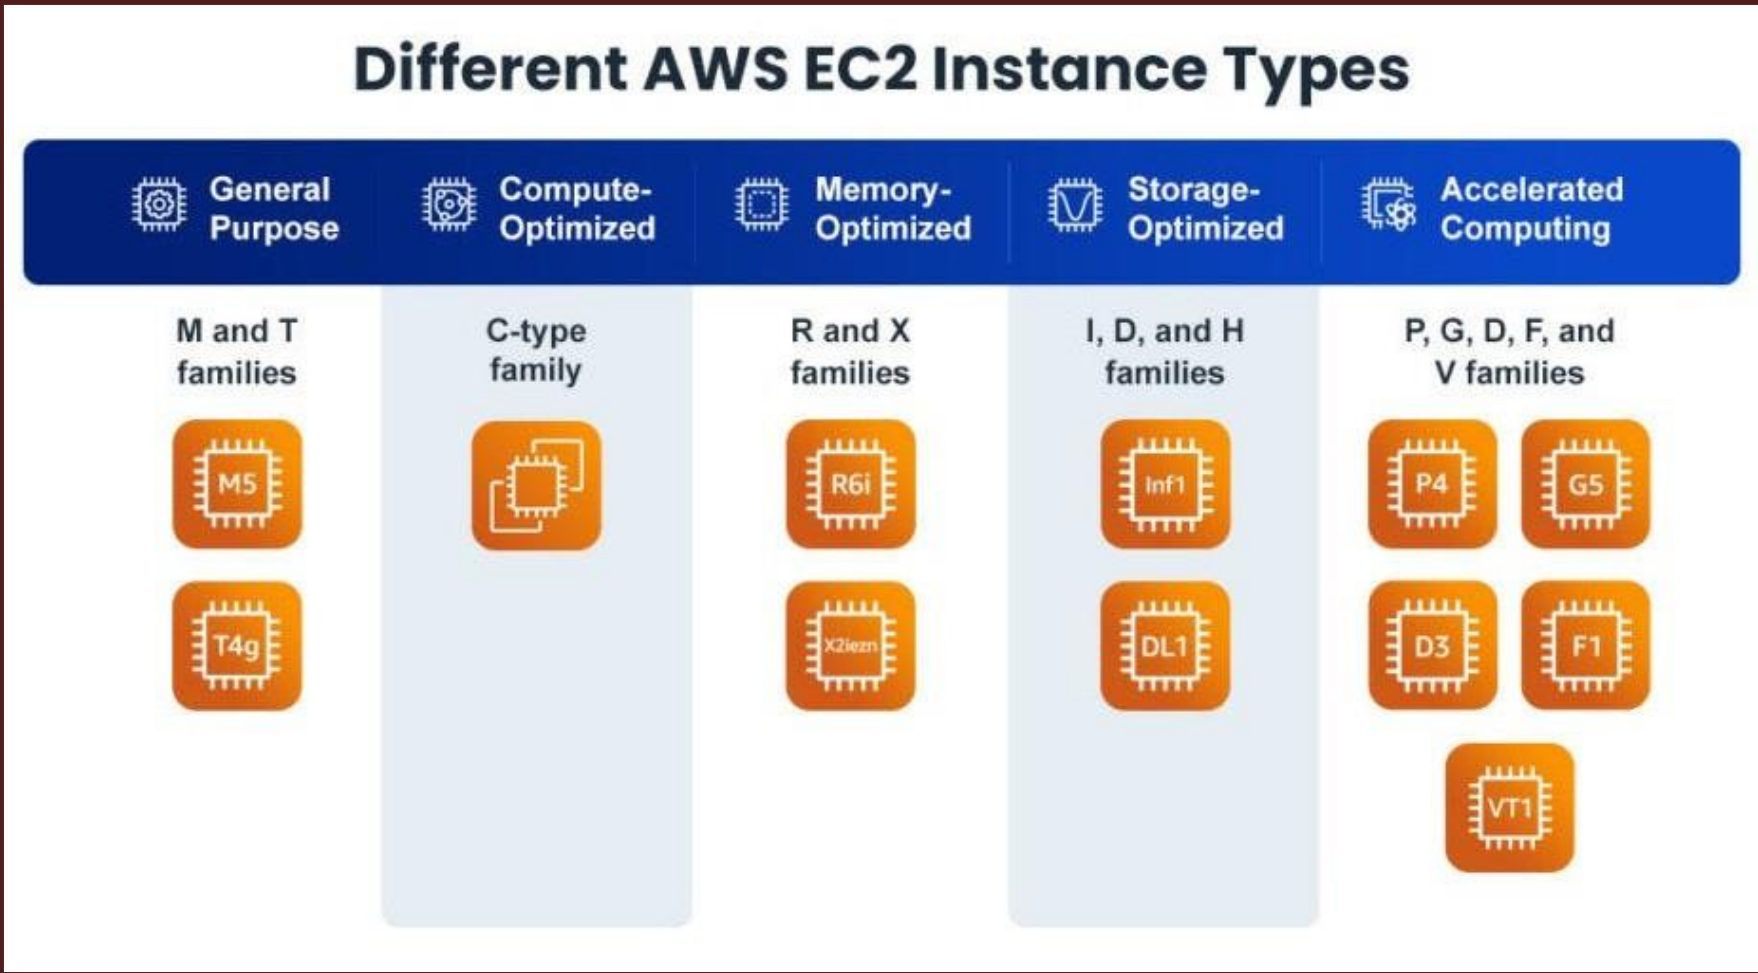 Different AWS EC2 Instance Types
General
Purpose
Compute-
Optimized
Memory-
Optimized
Storage-
Optimized
Accelerated
Computing
M and T
families
C-type
family
R and X
families
I, D, and H
families
P, G, D, F, and
V families
M5
R6i
Inf1
P4
G5
T4g
X2iezn
DL1
D3
F1
VT1